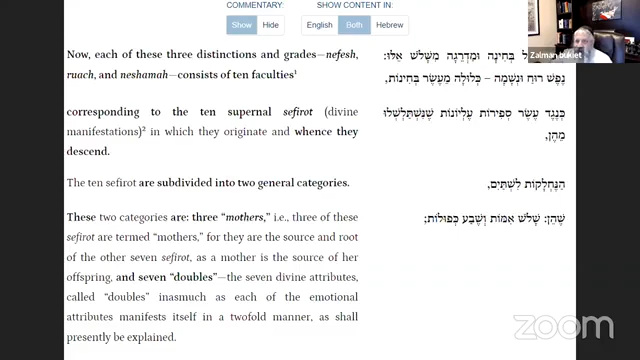 COMMENTARY: SHOW CONTENT IN:
Show Hide English Both Hebrew
Zalman bukiet
Now, each of these three distinctions and grades—nefesh,
ruach, and neshamah—consists of ten faculties¹
corresponding to the ten supernal sefirot (divine
manifestations)² in which they originate and whence they
descend.
The ten sefirot are subdivided into two general categories.
These two categories are: three “mothers,” i.e., three of these
sefirot are termed “mothers,” for they are the source and root
of the other seven sefirot, as a mother is the source of her
offspring, and seven “doubles”—the seven divine attributes,
called “doubles” inasmuch as each of the emotional
attributes manifests itself in a twofold manner, as shall
presently be explained.
בְּחִינָה וּמַדְרֵגָה מִשָּׁלֹשׁ אֵלּוּ:
נֶפֶשׁ רוּחַ וּנְשָׁמָה – כְּלוּלָה מֵעֶשֶׂר בְּחִינוֹת,
כְּנֶגֶד עֶשֶׂר סְפִירוֹת עֶלְיוֹנוֹת שֶׁנִּשְׁתַּלְשְׁלוּ
מֵהֶן,
הַנֶּחְלָקוֹת לִשְׁתַּיִם,
שֶׁהֵן: שָׁלֹשׁ אִמּוֹת וְשֶׁבַע כְּפוּלוֹת;
zoom